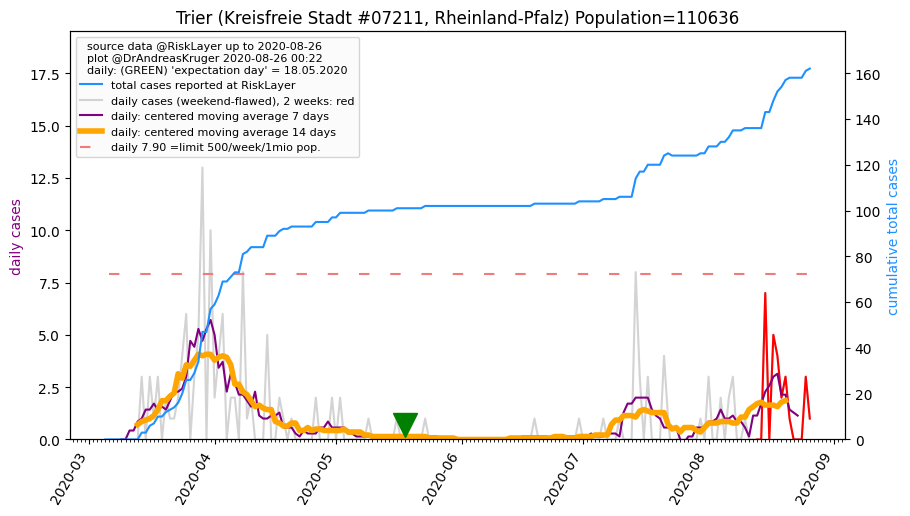 Trier (Kreisfreie Stadt #07211, Rheinland-Pfalz) Population=110636
source data @RiskLayer up to 2020-08-26
plot @DrAndreasKruger 2020-08-26 00:22
daily: (GREEN) 'expectation day' = 18.05.2020
total cases reported at RiskLayer
daily cases (weekend-flawed), 2 weeks: red
daily: centered moving average 7 days
daily: centered moving average 14 days
daily 7.90 =limit 500/week/1mio pop.
daily cases
17.5
15.0
12.5
10.0
7.5
5.0
2.5
0.0
160
140
120
100
80
60
40
20
0
cumulative total cases
2020-03
2020-04
2020-05
2020-06
2020-07
2020-08
2020-09